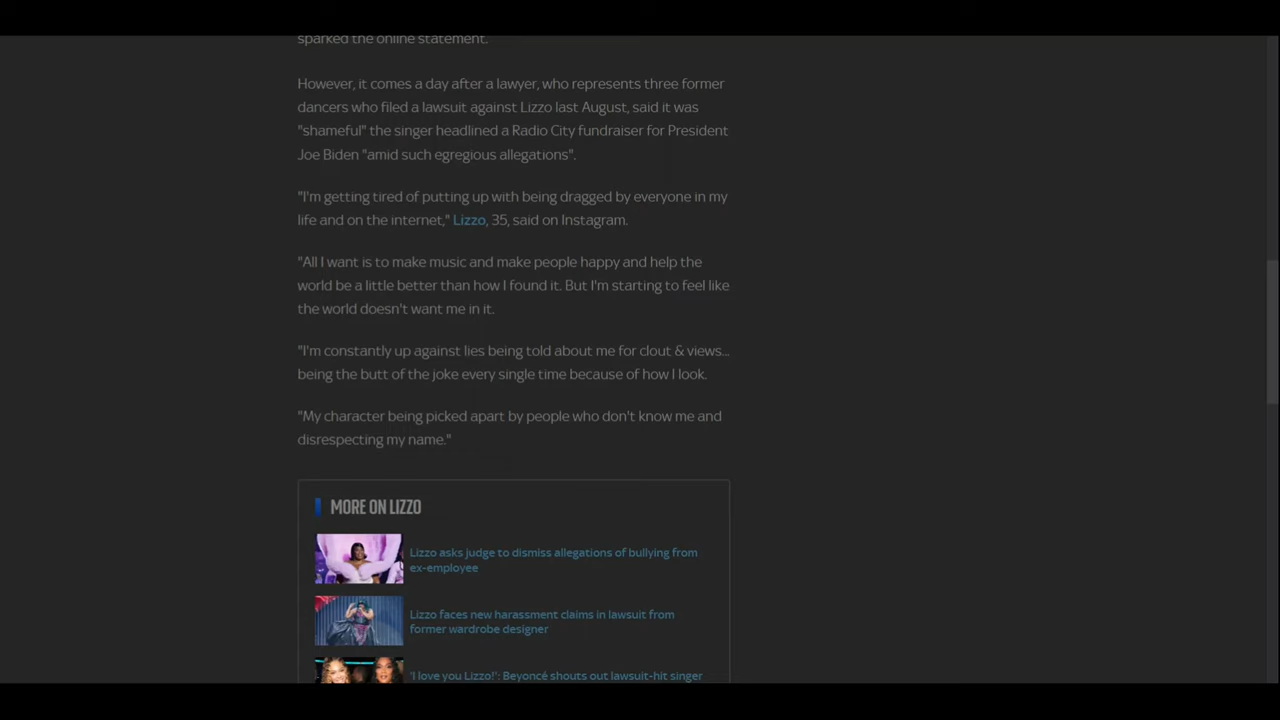 sparked the online statement.
However, it comes a day after a lawyer, who represents three former
dancers who filed a lawsuit against Lizzo last August, said it was
"shameful" the singer headlined a Radio City fundraiser for President
Joe Biden "amid such egregious allegations".
"I'm getting tired of putting up with being dragged by everyone in my
life and on the internet," Lizzo, 35, said on Instagram.
"All I want is to make music and make people happy and help the
world be a little better than how I found it. But I'm starting to feel like
the world doesn't want me in it.
"I'm constantly up against lies being told about me for clout & views...
being the butt of the joke every single time because of how I look.
"My character being picked apart by people who don't know me and
disrespecting my name."
MORE ON LIZZO
Lizzo asks judge to dismiss allegations of bullying from
ex-employee
Lizzo faces new harassment claims in lawsuit from
former wardrobe designer
'I love you Lizzo!': Beyoncé shouts out lawsuit-hit singer